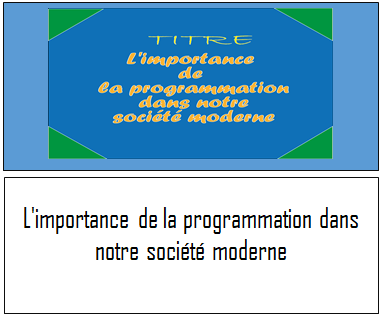 TITRE
L'importance
de
la programmation
dans notre
société moderne
L'importance de la programmation dans
notre société moderne